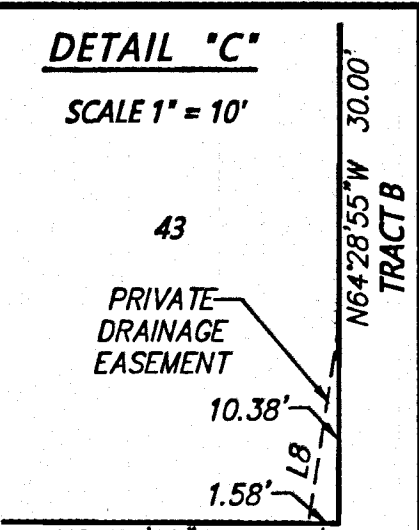 DETAIL "C"
SCALE 1" = 10'
43
PRIVATE
DRAINAGE
EASEMENT
10.38'
L8
1.58'
N64°28'55"W 30.00'
TRACT B